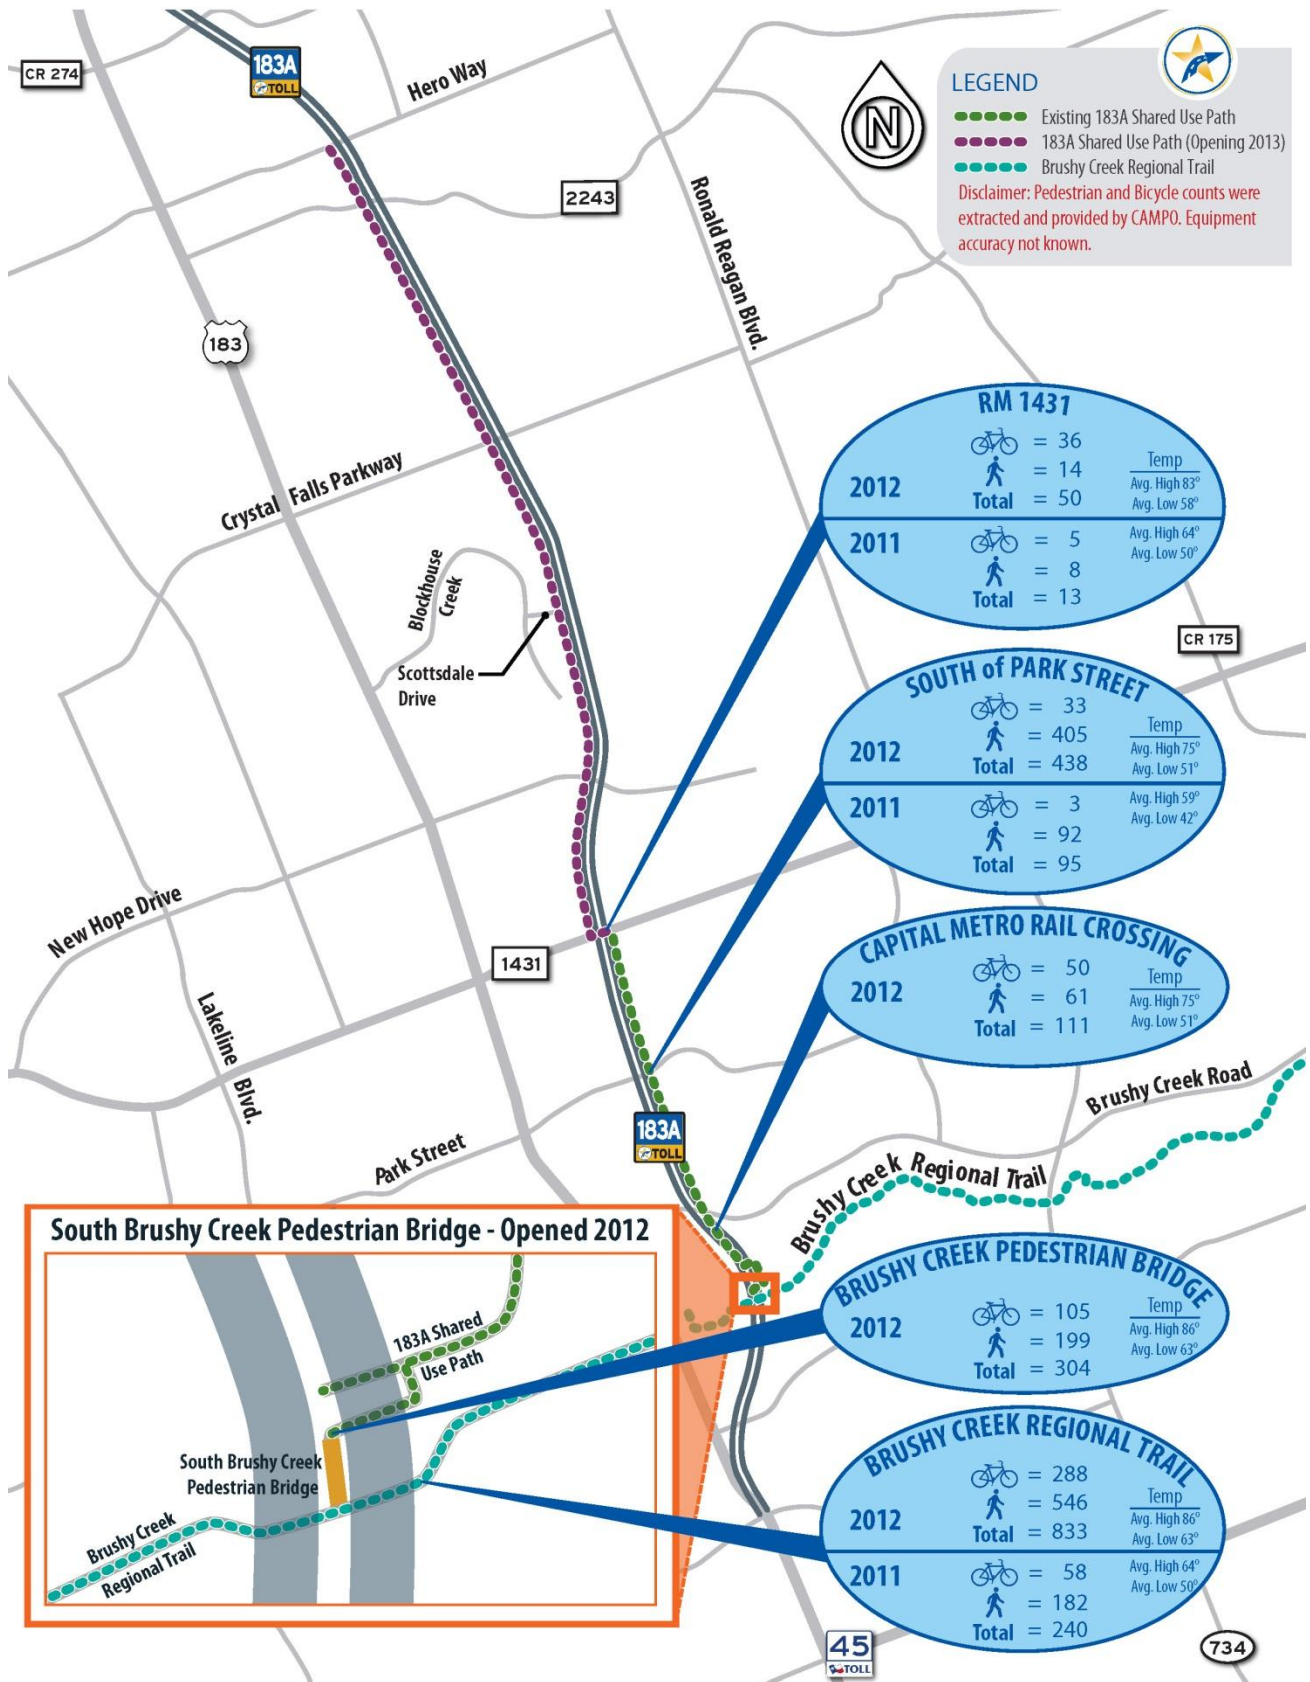 183A
TOLL
CR 274
Hero Way
N
LEGEND
Existing 183A Shared Use Path
183A Shared Use Path (Opening 2013)
Brushy Creek Regional Trail
Disclaimer: Pedestrian and Bicycle counts were
extracted and provided by CAMPO. Equipment
accuracy not known.
2243
Ronald Reagan Blvd.
183
RM 1431
2012
= 36
= 14
Total = 50
Temp
Avg. High 83°
Avg. Low 58°
2011
= 5
= 8
Total = 13
Avg. High 64°
Avg. Low 50°
Crystal Falls Parkway
Blockhouse
Creek
Scottsdale
Drive
CR 175
SOUTH of PARK STREET
2012
= 33
= 405
Total = 438
Temp
Avg. High 75°
Avg. Low 51°
2011
= 3
= 92
Total = 95
Avg. High 59°
Avg. Low 42°
New Hope Drive
1431
CAPITAL METRO RAIL CROSSING
2012
= 50
= 61
Total = 111
Temp
Avg. High 75°
Avg. Low 51°
Lakeline Blvd.
Park Street
183A
TOLL
Brushy Creek Road
Brushy Creek Regional Trail
South Brushy Creek Pedestrian Bridge - Opened 2012
183A Shared
Use Path
South Brushy Creek
Pedestrian Bridge
Brushy Creek
Regional Trail
BRUSHY CREEK PEDESTRIAN BRIDGE
2012
= 105
= 199
Total = 304
Temp
Avg. High 86°
Avg. Low 63°
BRUSHY CREEK REGIONAL TRAIL
2012
= 288
= 546
Total = 833
Temp
Avg. High 86°
Avg. Low 63°
2011
= 58
= 182
Total = 240
Avg. High 64°
Avg. Low 50°
45
TOLL
734